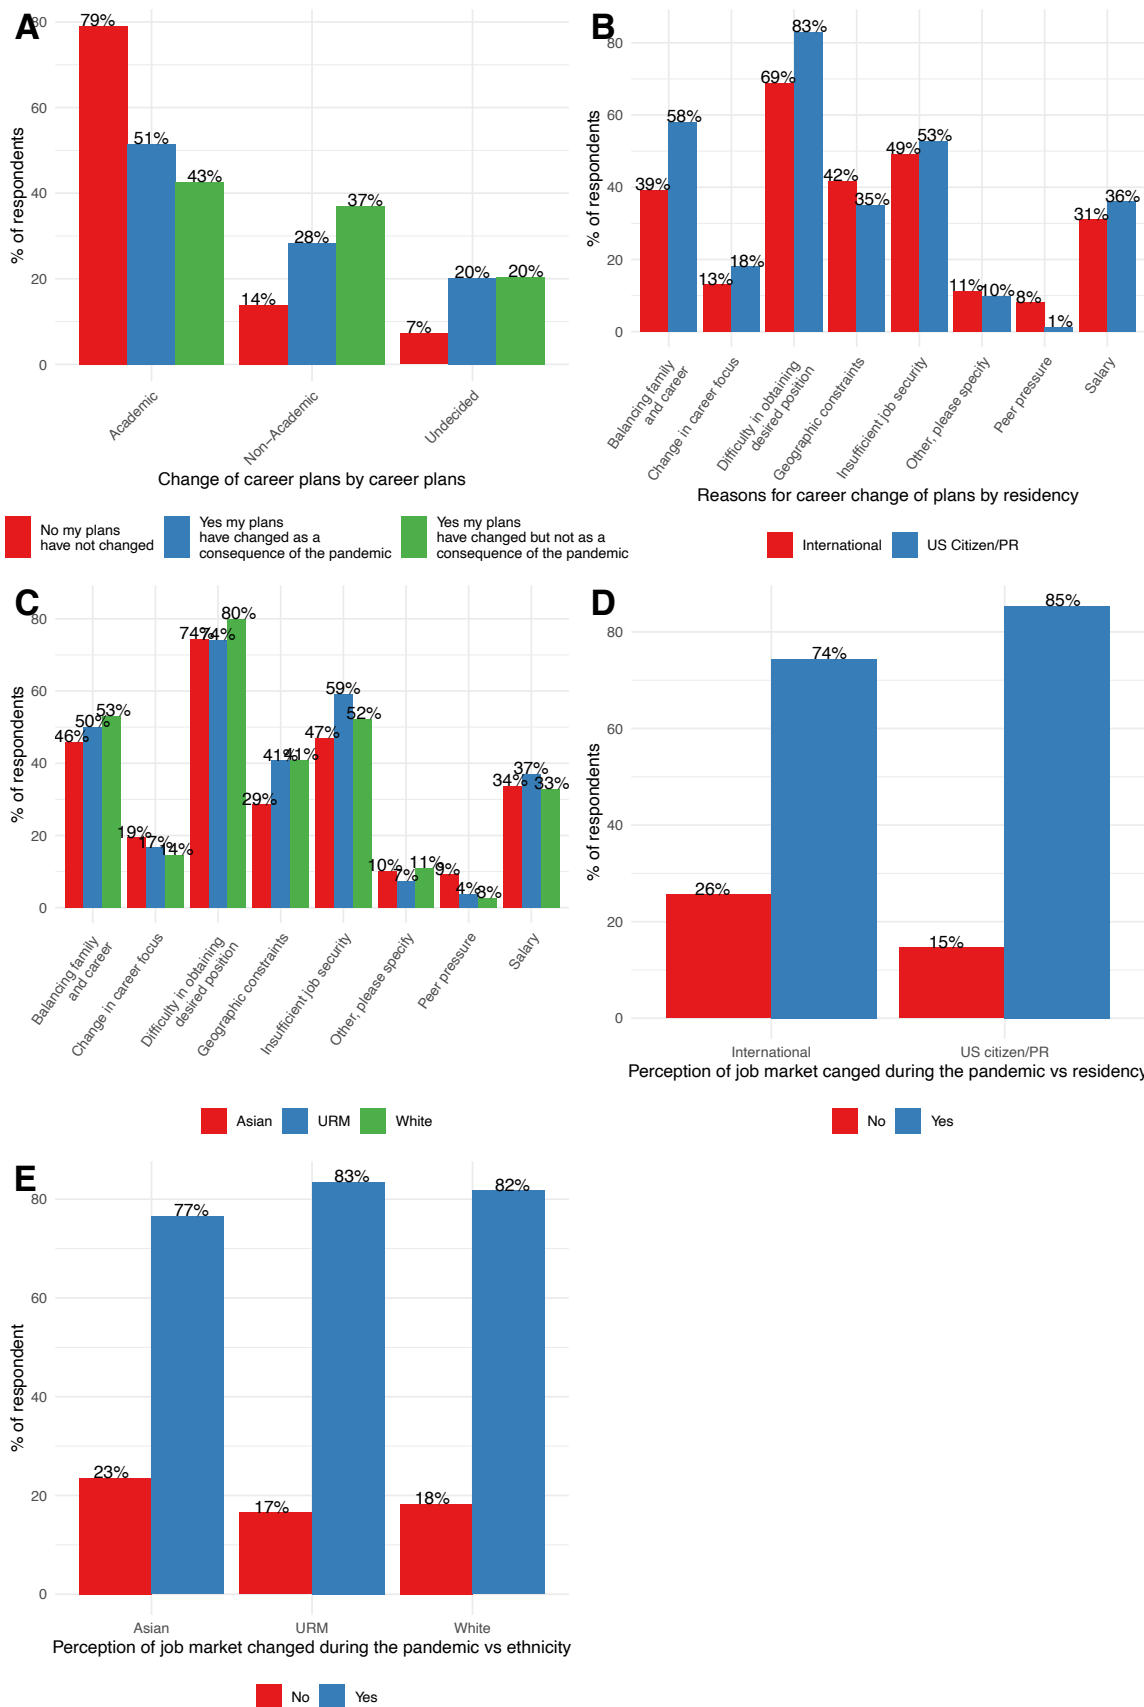 A
80
60
40
20
0
% of respondents
79%
51%
43%
14%
28%
37%
7%
20%
20%
Academic
Non−Academic
Undecided
Change of career plans by career plans
No my plans
have not changed
Yes my plans
have changed as a
consequence of the pandemic
Yes my plans
have changed but not as a
consequence of the pandemic
B
80
60
40
20
0
% of respondents
39%
58%
13%
18%
69%
83%
42%
35%
49%
53%
11%
10%
8%
1%
31%
36%
Balancing family
and career
Change in career focus
Difficulty in obtaining
desired position
Geographic constraints
Insufficient job security
Other, please specify
Peer pressure
Salary
Reasons for career change of plans by residency
International
US Citizen/PR
C
80
60
40
20
0
% of respondents
46%
50%
53%
19%
17%
14%
74%
74%
80%
29%
41%
41%
47%
59%
52%
10%
7%
11%
9%
4%
3%
34%
37%
33%
Balancing family
and career
Change in career focus
Difficulty in obtaining
desired position
Geographic constraints
Insufficient job security
Other, please specify
Peer pressure
Salary
Asian
URM
White
D
80
60
40
20
0
% of respondents
26%
74%
15%
85%
International
US citizen/PR
Perception of job market canged during the pandemic vs residency
No
Yes
E
80
60
40
20
0
% of respondent
23%
77%
17%
83%
18%
82%
Asian
URM
White
Perception of job market changed during the pandemic vs ethnicity
No
Yes